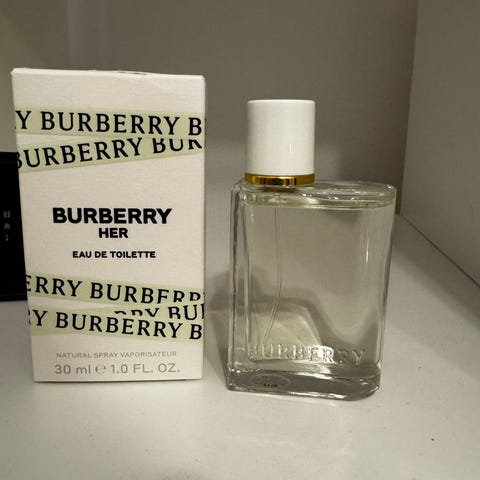 Y BURBERRY B
BURBERRY BUR
BURBERRY
HER
EAU DE TOILETTE
ERRY BURBERR
RY BUR
Y BURBERRY B
NATURAL SPRAY VAPORISATEUR
30 ml e 1.0 FL. OZ.
BURBERRY